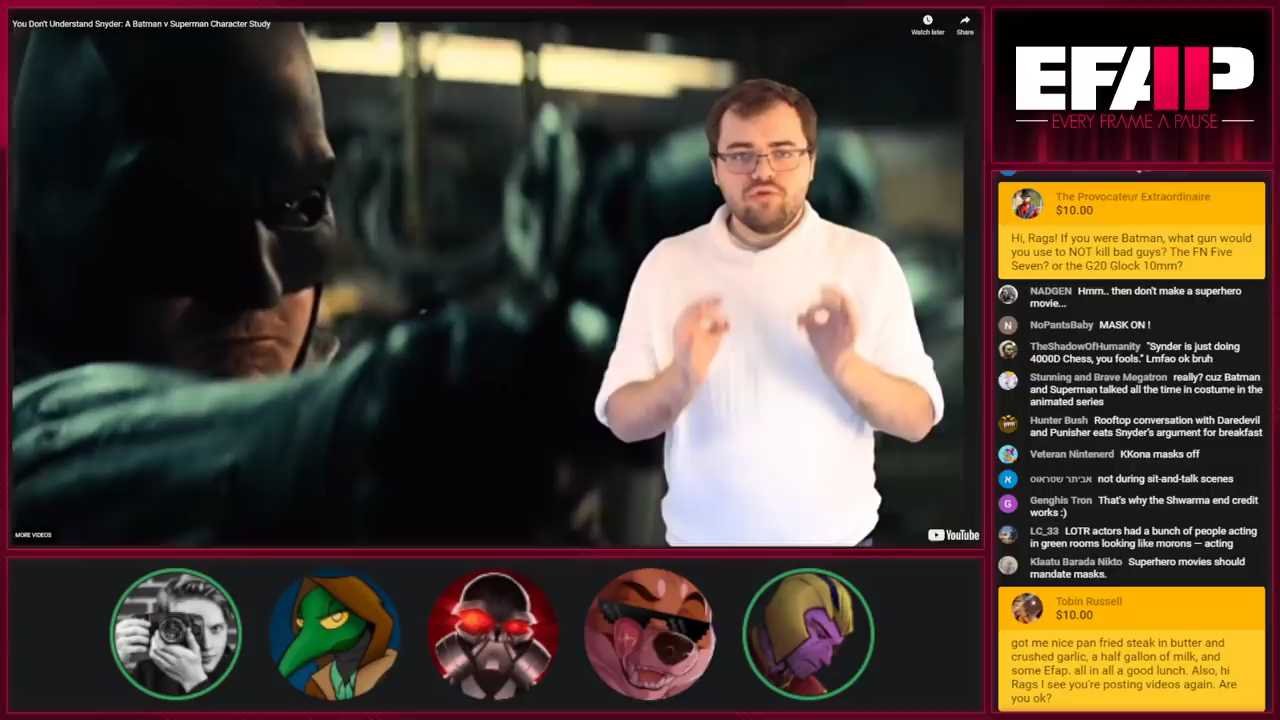 You Don't Understand Snyder: A Batman v Superman Character Study
Watch later
Share
MORE VIDEOS
YouTube
EFAP
EVERY FRAME A PAUSE
The Provocateur Extraordinaire
$10.00
Hi, Rags! If you were Batman, what gun would
you use to NOT kill bad guys? The FN Five
Seven? or the G20 Glock 10mm?
NADGEN Hmm.. then don't make a superhero
movie...
N
NoPantsBaby MASK ON !
TheShadowOfHumanity "Synder is just doing
4000D Chess, you fools." Lmfao ok bruh
Stunning and Brave Megatron really? cuz Batman
and Superman talked all the time in costume in the
animated series
Hunter Bush Rooftop conversation with Daredevil
and Punisher eats Snyder's argument for breakfast
Veteran Nintenerd KKona masks off
א
אביתר שטראוס not during sit-and-talk scenes
G
Genghis Tron That's why the Shwarma end credit
works :)
LC_33 LOTR actors had a bunch of people acting
in green rooms looking like morons — acting
Klaatu Barada Nikto Superhero movies should
mandate masks.
Tobin Russell
$10.00
got me nice pan fried steak in butter and
crushed garlic, a half gallon of milk, and
some Efap. all in all a good lunch. Also, hi
Rags I see you're posting videos again. Are
you ok?